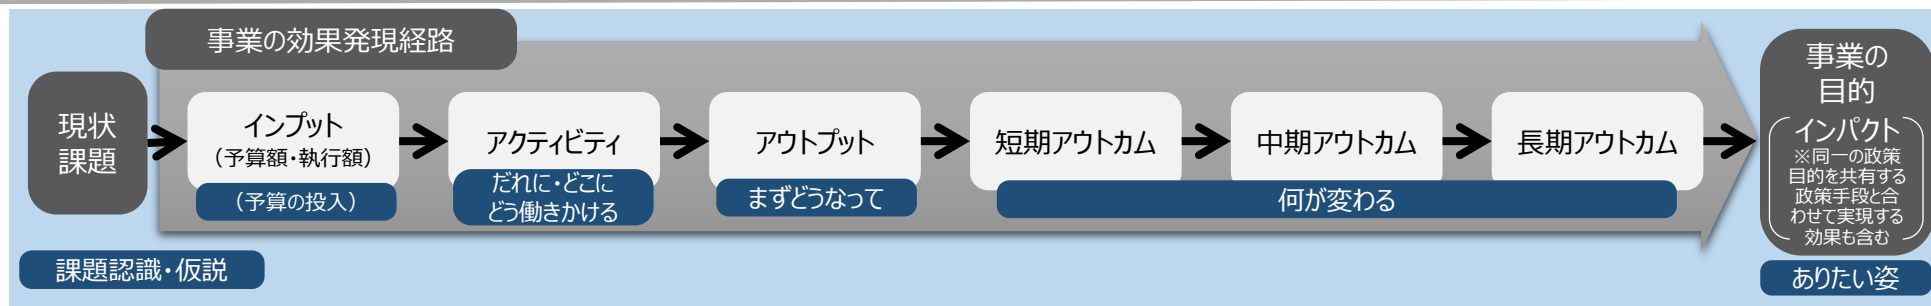 事業の効果発現経路
現状
課題
インプット
（予算額・執行額）
（予算の投入）
アクティビティ
だれに・どこに
どう働きかける
アウトプット
まずどうなって
短期アウトカム
中期アウトカム
長期アウトカム
何が変わる
事業の
目的
インパクト
※同一の政策
目的を共有する
政策手段と合
わせて実現する
効果も含む
課題認識・仮説
ありたい姿